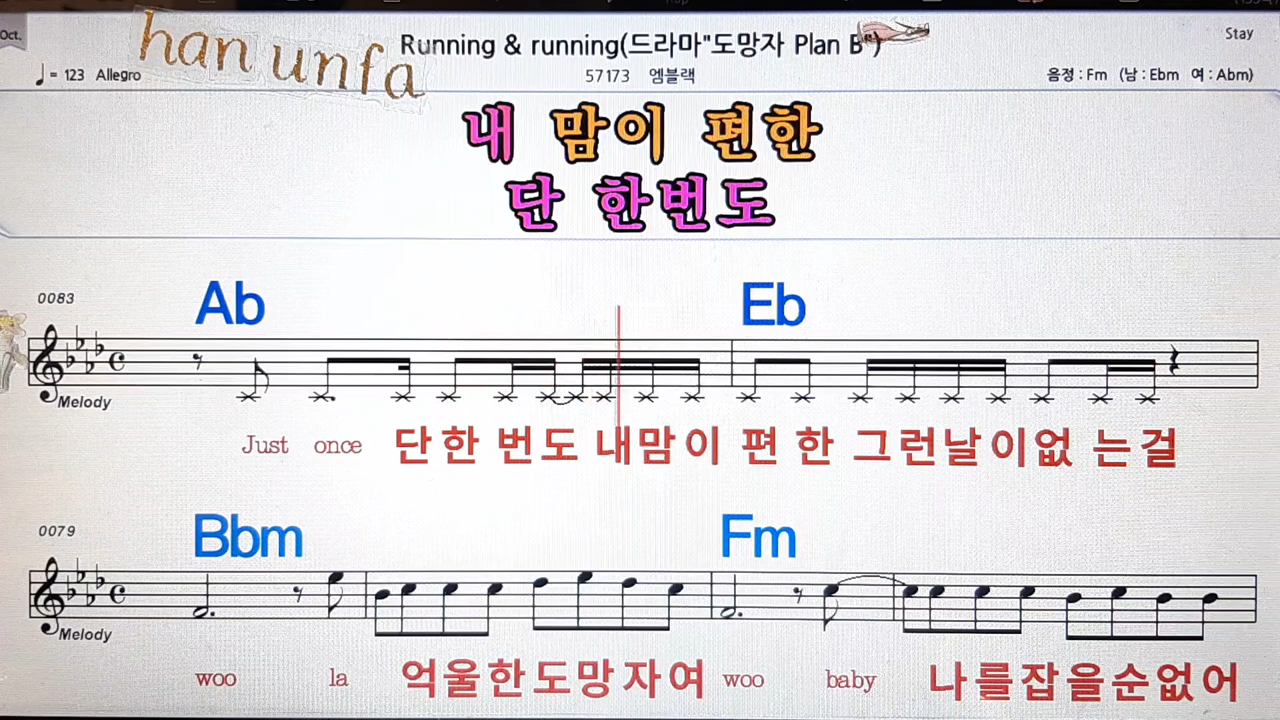 Oct.
han unfa
Running & running(드라마"도망자 Plan B")
Stay
♩= 123 Allegro
57173 엠블랙
음정 : Fm (남 : Ebm 여 : Abm)
내 맘이 편한
단 한번도
0083
Ab Eb
Melody
Just once 단한 번도 내맘이 편 한 그런날이없 는걸
0079
Bbm Fm
Melody
woo la 억울한도망자여 woo baby 나를잡을순없어